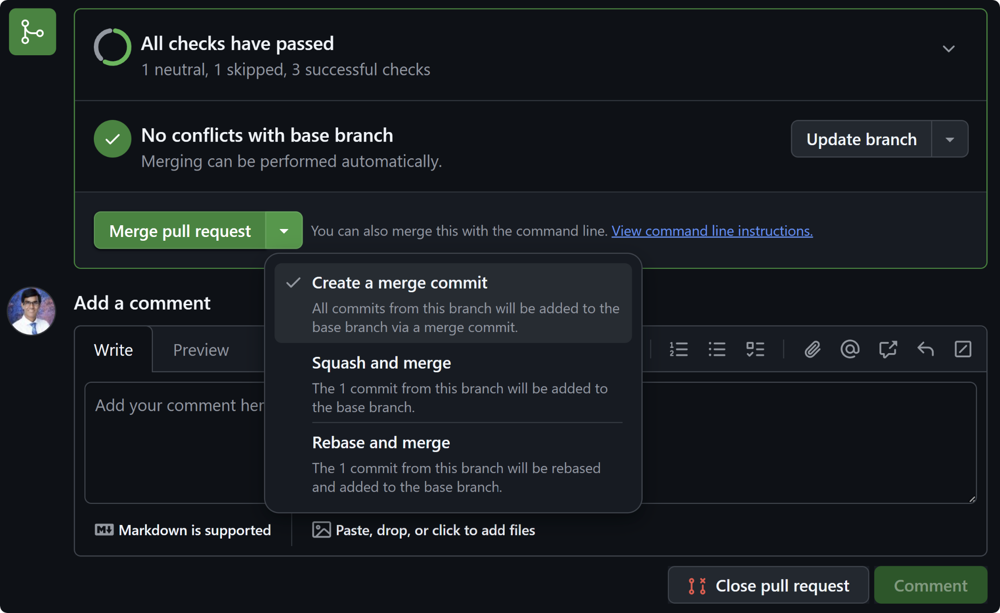 All checks have passed
1 neutral, 1 skipped, 3 successful checks
No conflicts with base branch
Merging can be performed automatically.
Update branch
Merge pull request
You can also merge this with the command line. View command line instructions.
Create a merge commit
All commits from this branch will be added to the
base branch via a merge commit.
Squash and merge
The 1 commit from this branch will be added to
the base branch.
Rebase and merge
The 1 commit from this branch will be rebased
and added to the base branch.
Add a comment
Write
Preview
Add your comment her
Markdown is supported
Paste, drop, or click to add files
Close pull request
Comment